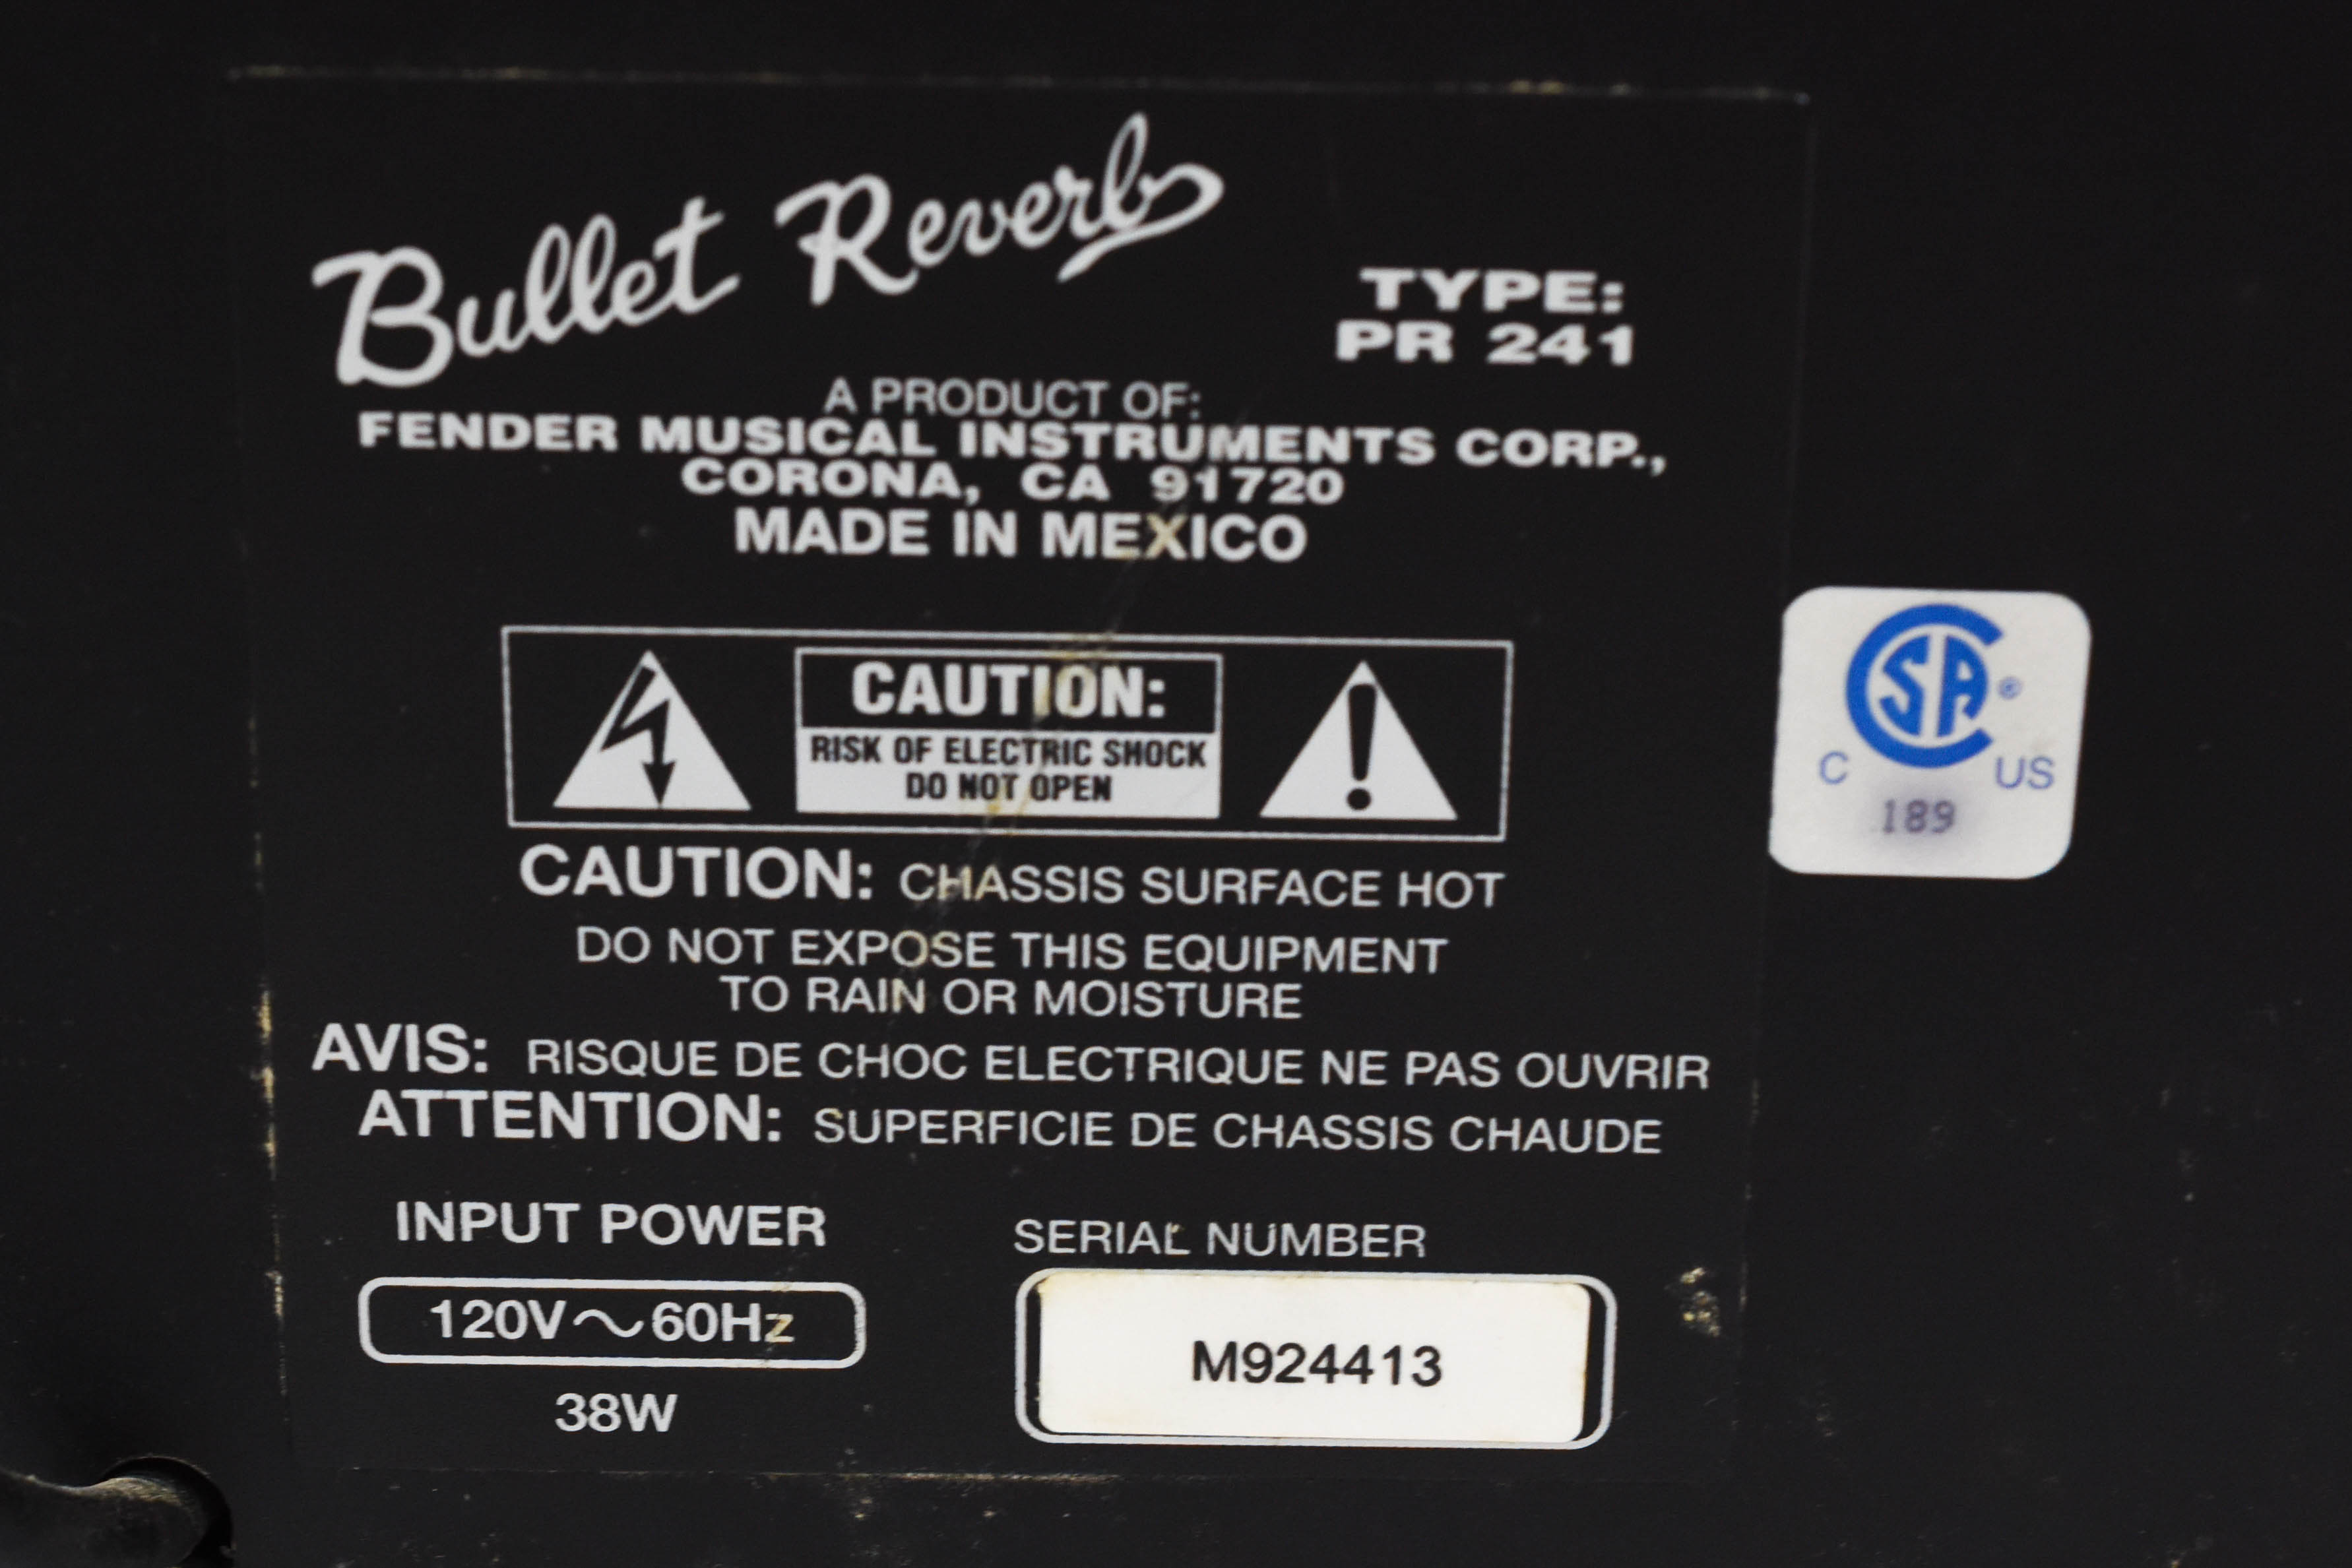 Bullet Reverb
TYPE:
PR 241
A PRODUCT OF:
FENDER MUSICAL INSTRUMENTS CORP.,
CORONA, CA 91720
MADE IN MEXICO
CAUTION:
RISK OF ELECTRIC SHOCK
DO NOT OPEN
CSA®
C US
189
CAUTION: CHASSIS SURFACE HOT
DO NOT EXPOSE THIS EQUIPMENT
TO RAIN OR MOISTURE
AVIS: RISQUE DE CHOC ELECTRIQUE NE PAS OUVRIR
ATTENTION: SUPERFICIE DE CHASSIS CHAUDE
INPUT POWER
120V~60Hz
38W
SERIAL NUMBER
M924413